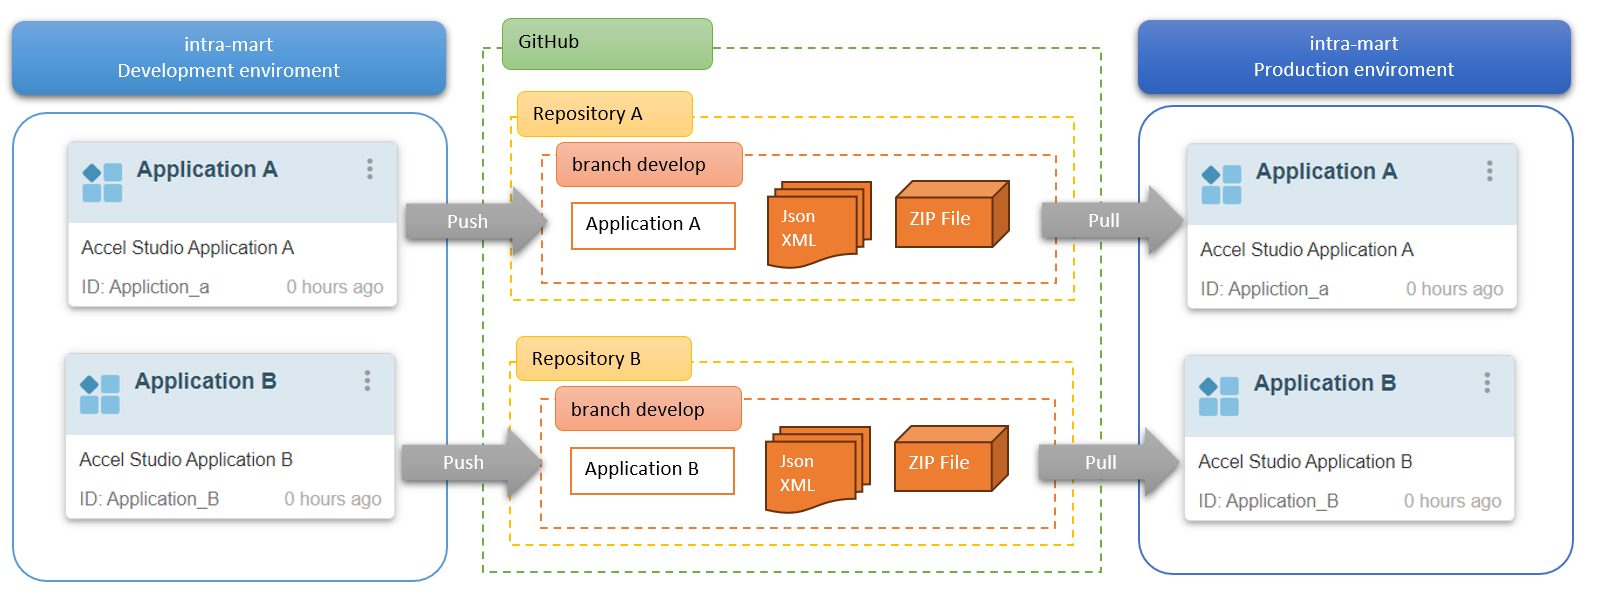 intra-mart
Development enviroment
Application A
Accel Studio Application A
ID: Appliction_a
0 hours ago
Application B
Accel Studio Application B
ID: Application_B
0 hours ago
Push
Push
GitHub
Repository A
branch develop
Application A
Json
XML
ZIP File
Repository B
branch develop
Application B
Json
XML
ZIP File
Pull
Pull
intra-mart
Production enviroment
Application A
Accel Studio Application A
ID: Appliction_a
0 hours ago
Application B
Accel Studio Application B
ID: Application_B
0 hours ago